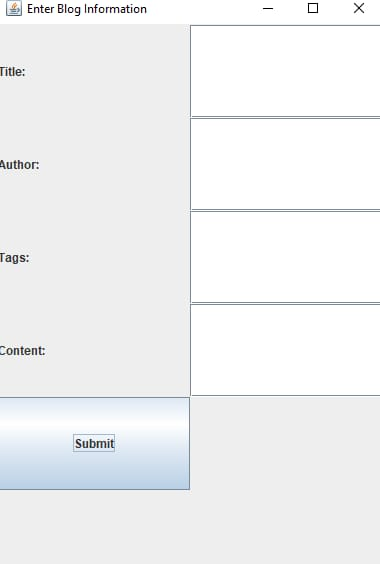 Enter Blog Information
Title:
Author:
Tags:
Content:
Submit